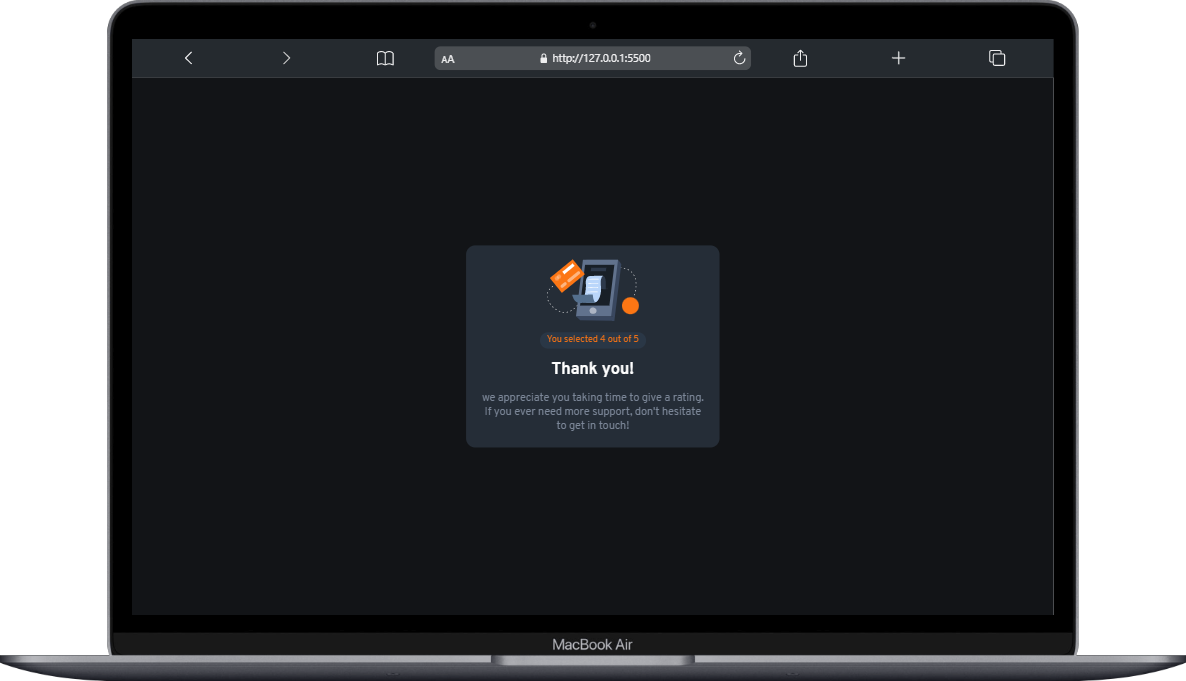 AA
http://127.0.0.1:5500
You selected 4 out of 5
Thank you!
we appreciate you taking time to give a rating.
If you ever need more support, don't hesitate
to get in touch!
MacBook Air